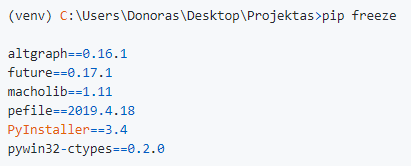 (venv) C:\Users\Donoras\Desktop\Projektas>pip freeze
altgraph==0.16.1
future==0.17.1
macholib==1.11
pefile==2019.4.18
PyInstaller==3.4
pywin32-ctypes==0.2.0